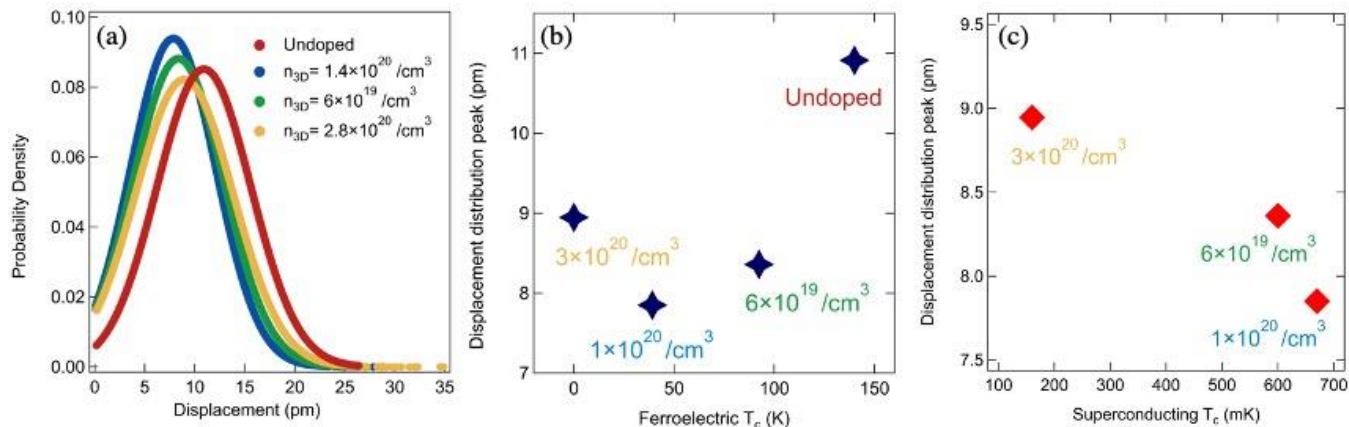 (a)
Undoped
n3D= 1.4×10^20 /cm^3
n3D= 6×10^19 /cm^3
n3D= 2.8×10^20 /cm^3
Probability Density
0.10
0.08
0.06
0.04
0.02
0.00
0 5 10 15 20 25 30 35
Displacement (pm)
(b)
Displacement distribution peak (pm)
11
10
9
8
7
Undoped
3×10^20 /cm^3
6×10^19 /cm^3
1×10^20 /cm^3
0 50 100 150
Ferroelectric Tc (K)
(c)
Displacement distribution peak (pm)
9.5
9.0
8.5
8.0
7.5
3×10^20 /cm^3
6×10^19 /cm^3
1×10^20 /cm^3
100 200 300 400 500 600 700
Superconducting Tc (mK)